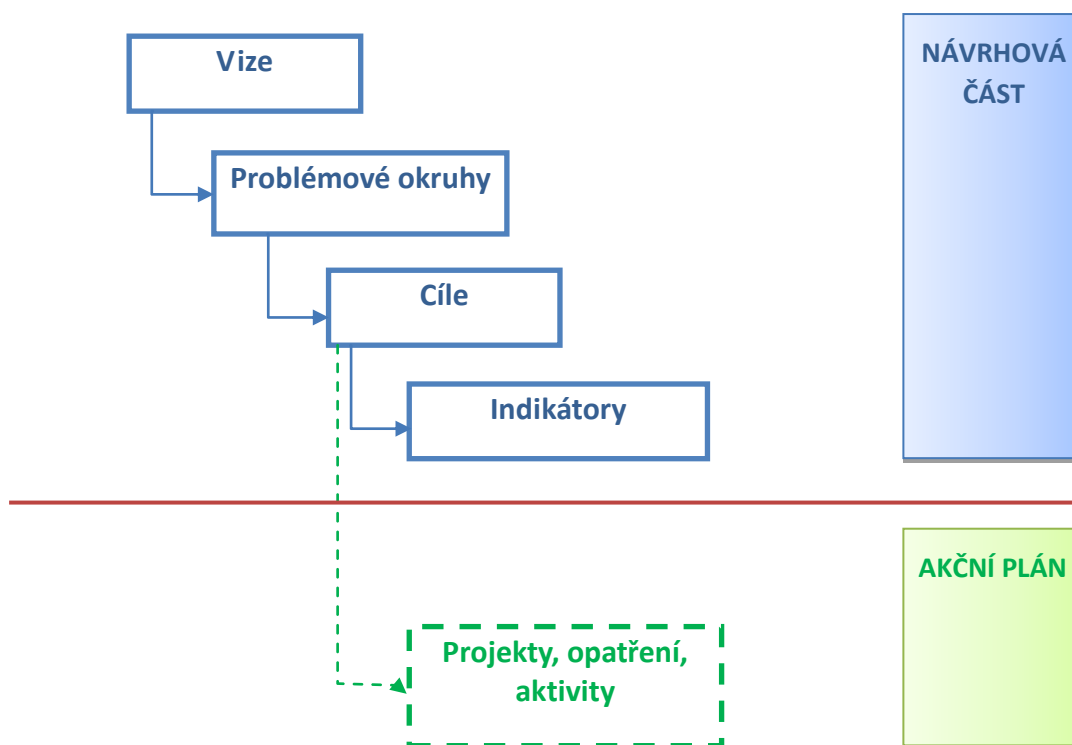 Vize
NÁVRHOVÁ
ČÁST
Problémové okruhy
Cíle
Indikátory
AKČNÍ PLÁN
Projekty, opatření,
aktivity